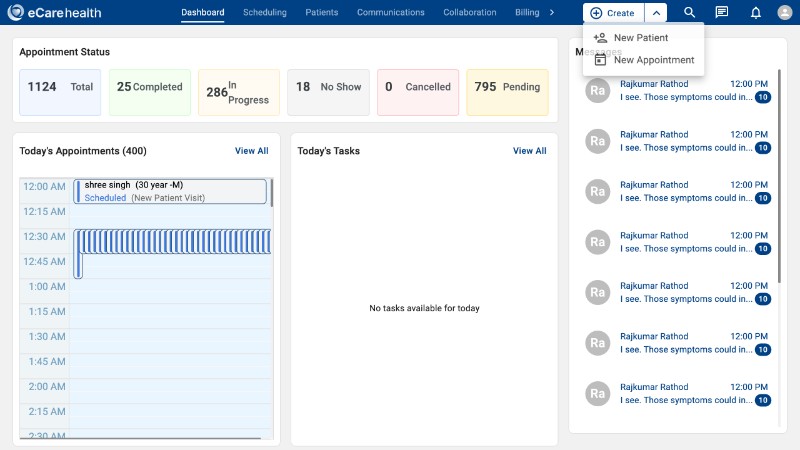 eCarehealth
Dashboard
Scheduling
Patients
Communications
Collaboration
Billing
Create
New Patient
New Appointment
Appointment Status
1124 Total
25 Completed
286 In Progress
18 No Show
0 Cancelled
795 Pending
Messages
Today's Appointments (400)
View All
12:00 AM
shree singh (30 year -M)
Scheduled (New Patient Visit)
12:15 AM
12:30 AM
12:45 AM
1:00 AM
1:15 AM
1:30 AM
1:45 AM
2:00 AM
2:15 AM
2:30 AM
Today's Tasks
View All
No tasks available for today
Ra
Rajkumar Rathod 12:00 PM
I see. Those symptoms could in... 10
Ra
Rajkumar Rathod 12:00 PM
I see. Those symptoms could in... 10
Ra
Rajkumar Rathod 12:00 PM
I see. Those symptoms could in... 10
Ra
Rajkumar Rathod 12:00 PM
I see. Those symptoms could in... 10
Ra
Rajkumar Rathod 12:00 PM
I see. Those symptoms could in... 10
Ra
Rajkumar Rathod 12:00 PM
I see. Those symptoms could in... 10
Ra
Rajkumar Rathod 12:00 PM
I see. Those symptoms could in... 10